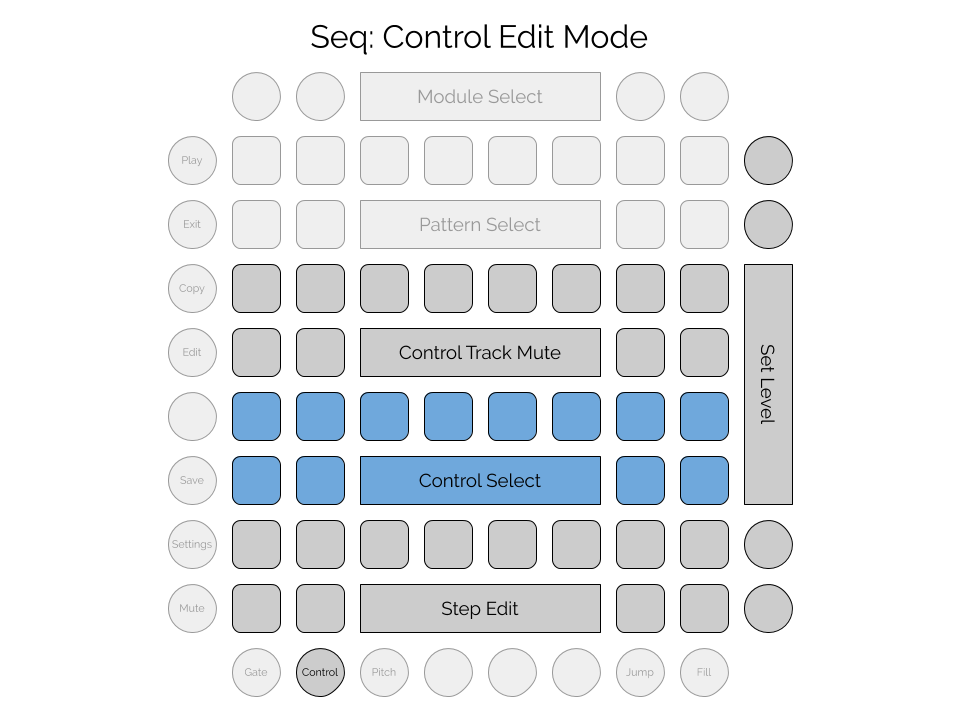 Seq: Control Edit Mode
Module Select
Play
Exit
Pattern Select
Copy
Edit
Control Track Mute
Set Level
Save
Control Select
Settings
Mute
Step Edit
Gate
Control
Pitch
Jump
Fill